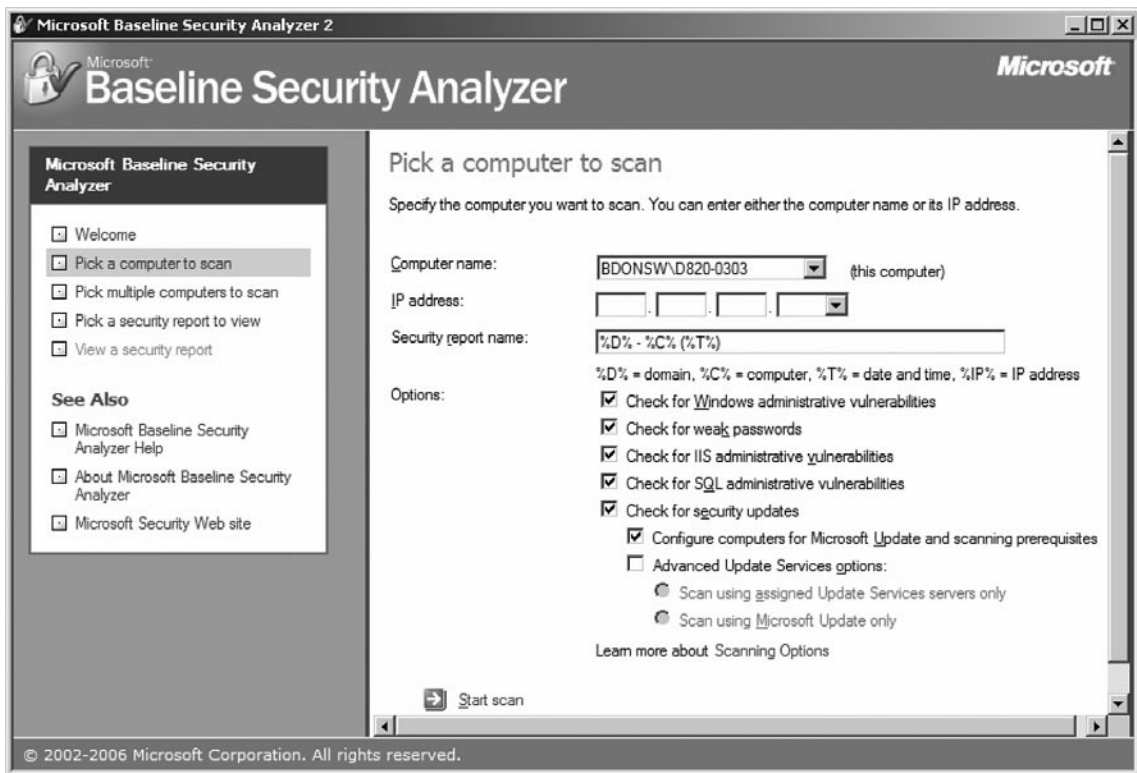 Microsoft Baseline Security Analyzer 2
Microsoft
Baseline Security Analyzer
Microsoft
Microsoft Baseline Security
Analyzer
Welcome
Pick a computer to scan
Pick multiple computers to scan
Pick a security report to view
View a security report
See Also
Microsoft Baseline Security
Analyzer Help
About Microsoft Baseline Security
Analyzer
Microsoft Security Web site
Pick a computer to scan
Specify the computer you want to scan. You can enter either the computer name or its IP address.
Computer name:
BDONSW\D820-0303
(this computer)
IP address:
. . .
Security report name:
%D% - %C% (%T%)
%D% = domain, %C% = computer, %T% = date and time, %IP% = IP address
Options:
Check for Windows administrative vulnerabilities
Check for weak passwords
Check for IIS administrative vulnerabilities
Check for SQL administrative vulnerabilities
Check for security updates
Configure computers for Microsoft Update and scanning prerequisites
Advanced Update Services options:
Scan using assigned Update Services servers only
Scan using Microsoft Update only
Learn more about Scanning Options
Start scan
© 2002-2006 Microsoft Corporation. All rights reserved.